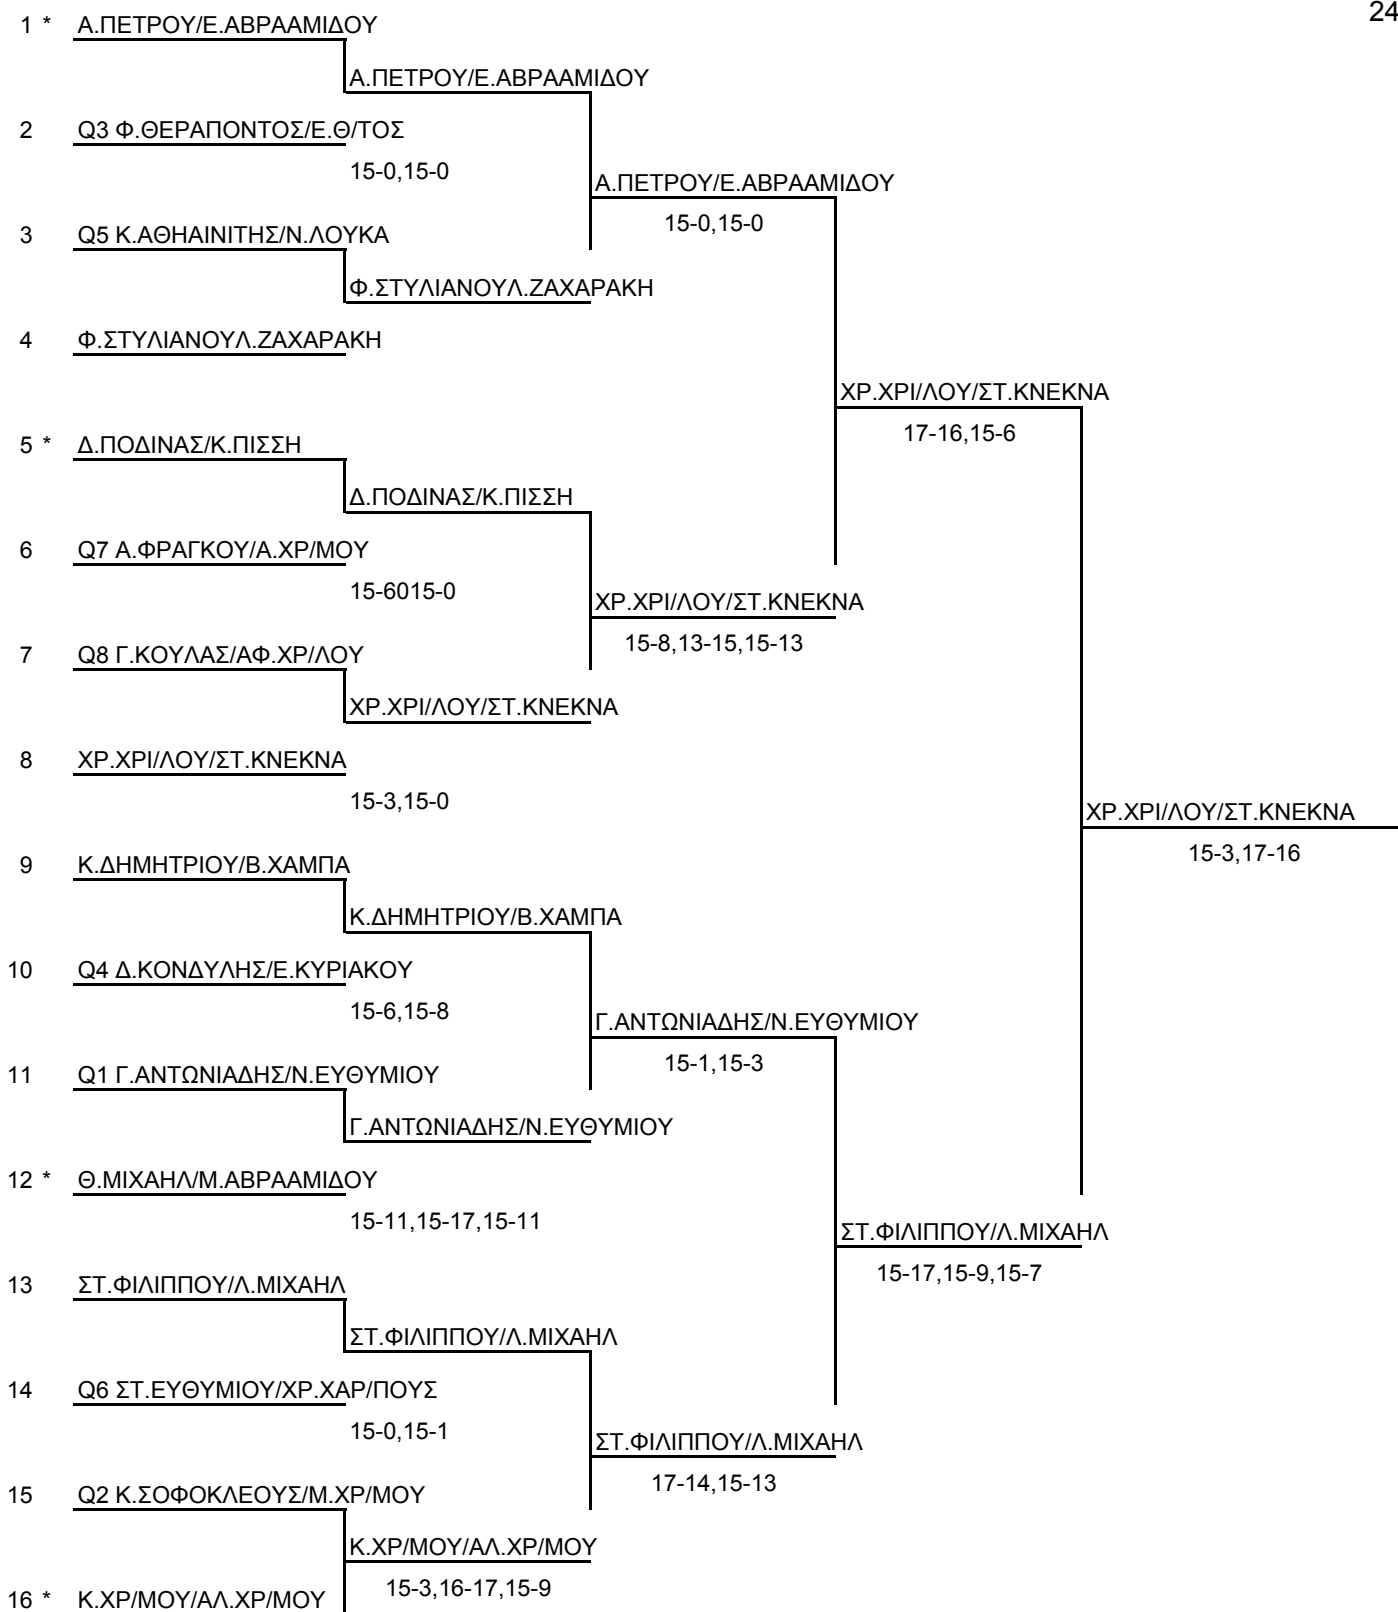 24
1 * Α.ΠΕΤΡΟΥ/Ε.ΑΒΡΑΑΜΙΔΟΥ
Α.ΠΕΤΡΟΥ/Ε.ΑΒΡΑΑΜΙΔΟΥ
2 Q3 Φ.ΘΕΡΑΠΟΝΤΟΣ/Ε.Θ/ΤΟΣ
15-0,15-0
Α.ΠΕΤΡΟΥ/Ε.ΑΒΡΑΑΜΙΔΟΥ
15-0,15-0
3 Q5 Κ.ΑΘΗΑΙΝΙΤΗΣ/Ν.ΛΟΥΚΑ
Φ.ΣΤΥΛΙΑΝΟΥΛ.ΖΑΧΑΡΑΚΗ
4 Φ.ΣΤΥΛΙΑΝΟΥΛ.ΖΑΧΑΡΑΚΗ
ΧΡ.ΧΡΙ/ΛΟΥ/ΣΤ.ΚΝΕΚΝΑ
17-16,15-6
5 * Δ.ΠΟΔΙΝΑΣ/Κ.ΠΙΣΣΗ
Δ.ΠΟΔΙΝΑΣ/Κ.ΠΙΣΣΗ
6 Q7 Α.ΦΡΑΓΚΟΥ/Α.ΧΡ/ΜΟΥ
15-6015-0
ΧΡ.ΧΡΙ/ΛΟΥ/ΣΤ.ΚΝΕΚΝΑ
15-8,13-15,15-13
7 Q8 Γ.ΚΟΥΛΑΣ/ΑΦ.ΧΡ/ΛΟΥ
ΧΡ.ΧΡΙ/ΛΟΥ/ΣΤ.ΚΝΕΚΝΑ
8 ΧΡ.ΧΡΙ/ΛΟΥ/ΣΤ.ΚΝΕΚΝΑ
15-3,15-0
ΧΡ.ΧΡΙ/ΛΟΥ/ΣΤ.ΚΝΕΚΝΑ
15-3,17-16
9 Κ.ΔΗΜΗΤΡΙΟΥ/Β.ΧΑΜΠΑ
Κ.ΔΗΜΗΤΡΙΟΥ/Β.ΧΑΜΠΑ
10 Q4 Δ.ΚΟΝΔΥΛΗΣ/Ε.ΚΥΡΙΑΚΟΥ
15-6,15-8
Γ.ΑΝΤΩΝΙΑΔΗΣ/Ν.ΕΥΘΥΜΙΟΥ
15-1,15-3
11 Q1 Γ.ΑΝΤΩΝΙΑΔΗΣ/Ν.ΕΥΘΥΜΙΟΥ
Γ.ΑΝΤΩΝΙΑΔΗΣ/Ν.ΕΥΘΥΜΙΟΥ
12 * Θ.ΜΙΧΑΗΛ/Μ.ΑΒΡΑΑΜΙΔΟΥ
15-11,15-17,15-11
ΣΤ.ΦΙΛΙΠΠΟΥ/Λ.ΜΙΧΑΗΛ
15-17,15-9,15-7
13 ΣΤ.ΦΙΛΙΠΠΟΥ/Λ.ΜΙΧΑΗΛ
ΣΤ.ΦΙΛΙΠΠΟΥ/Λ.ΜΙΧΑΗΛ
14 Q6 ΣΤ.ΕΥΘΥΜΙΟΥ/ΧΡ.ΧΑΡ/ΠΟΥΣ
15-0,15-1
ΣΤ.ΦΙΛΙΠΠΟΥ/Λ.ΜΙΧΑΗΛ
17-14,15-13
15 Q2 Κ.ΣΟΦΟΚΛΕΟΥΣ/Μ.ΧΡ/ΜΟΥ
Κ.ΧΡ/ΜΟΥ/ΑΛ.ΧΡ/ΜΟΥ
15-3,16-17,15-9
16 * Κ.ΧΡ/ΜΟΥ/ΑΛ.ΧΡ/ΜΟΥ